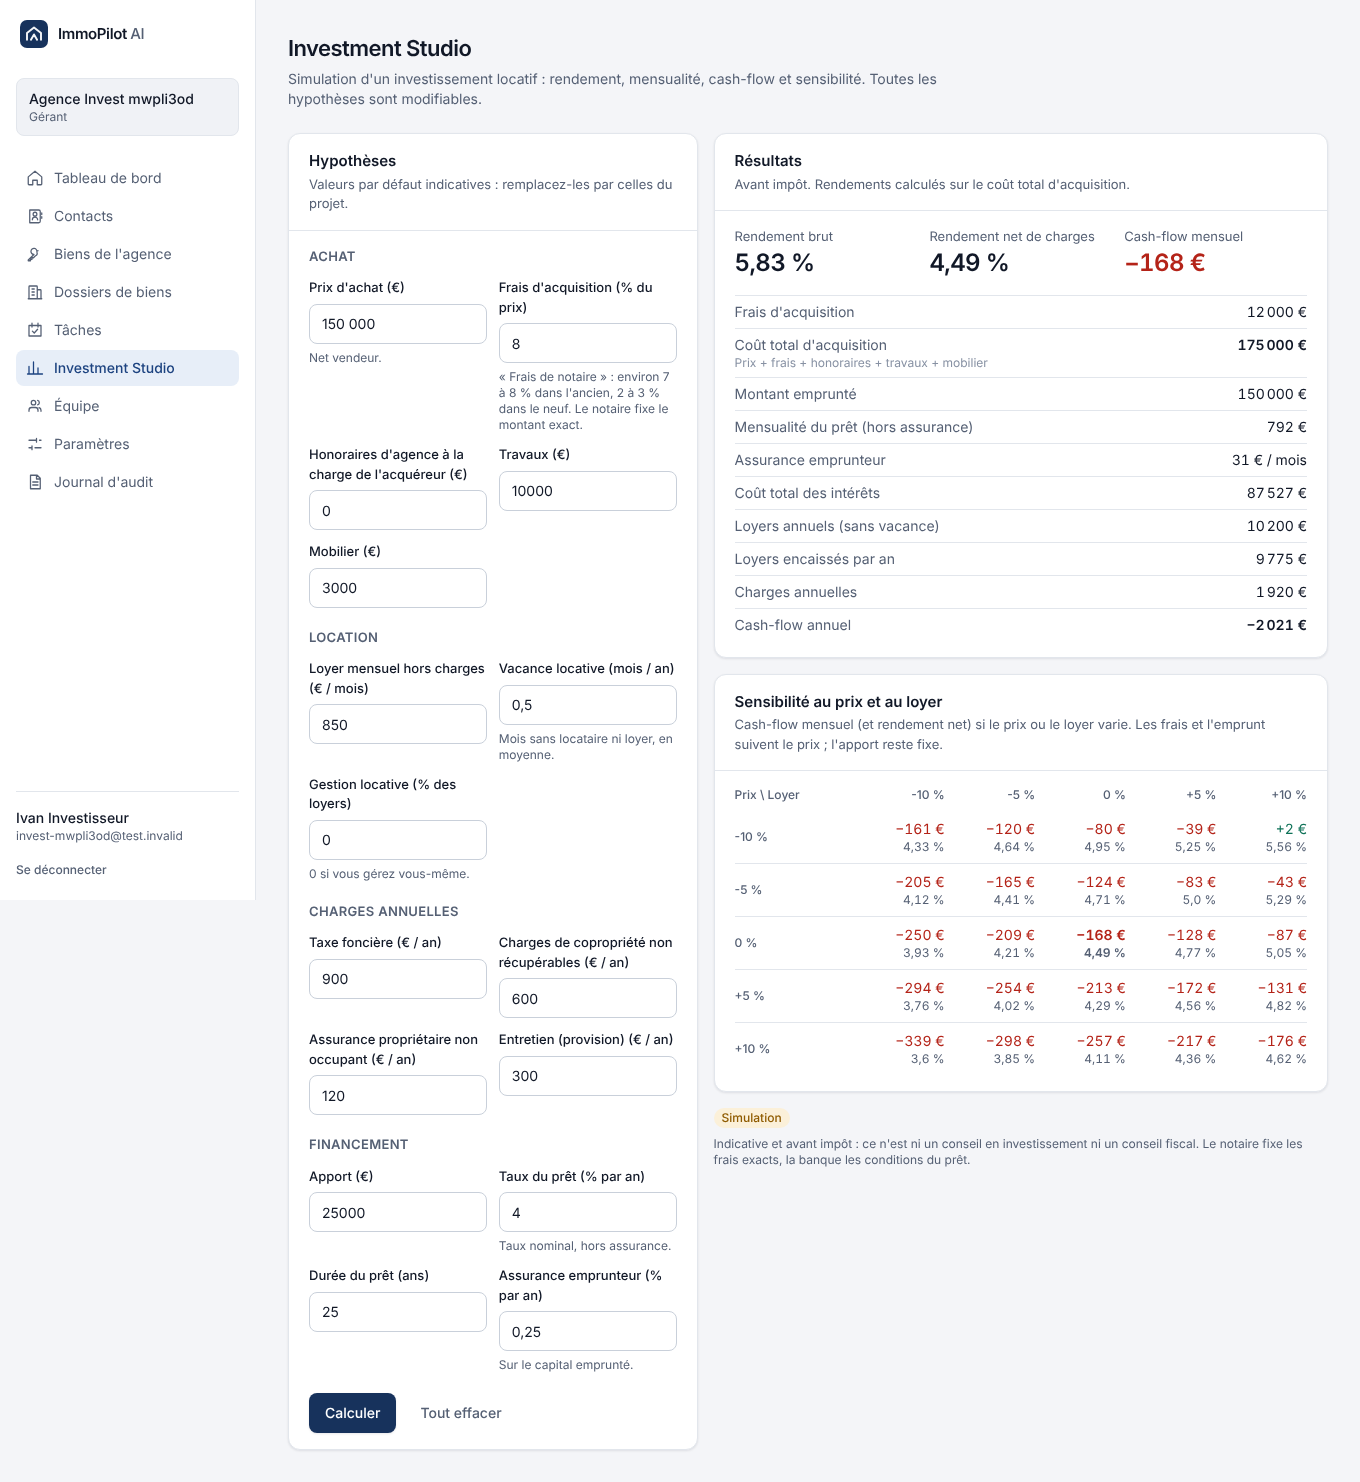 ImmoPilot AI
Agence Invest mwpli3od
Gérant
Tableau de bord
Contacts
Biens de l'agence
Dossiers de biens
Tâches
Investment Studio
Équipe
Paramètres
Journal d'audit
Ivan Investisseur
invest-mwpli3od@test.invalid
Se déconnecter
Investment Studio
Simulation d'un investissement locatif : rendement, mensualité, cash-flow et sensibilité. Toutes les
hypothèses sont modifiables.
Hypothèses
Valeurs par défaut indicatives : remplacez-les par celles du
projet.
ACHAT
Prix d'achat (€)
150 000
Net vendeur.
Frais d'acquisition (% du
prix)
8
« Frais de notaire » : environ 7
à 8 % dans l'ancien, 2 à 3 %
dans le neuf. Le notaire fixe le
montant exact.
Honoraires d'agence à la
charge de l'acquéreur (€)
0
Travaux (€)
10000
Mobilier (€)
3000
LOCATION
Loyer mensuel hors charges
(€ / mois)
850
Vacance locative (mois / an)
0,5
Mois sans locataire ni loyer, en
moyenne.
Gestion locative (% des
loyers)
0
0 si vous gérez vous-même.
CHARGES ANNUELLES
Taxe foncière (€ / an)
900
Charges de copropriété non
récupérables (€ / an)
600
Assurance propriétaire non
occupant (€ / an)
120
Entretien (provision) (€ / an)
300
FINANCEMENT
Apport (€)
25000
Taux du prêt (% par an)
4
Taux nominal, hors assurance.
Durée du prêt (ans)
25
Assurance emprunteur (%
par an)
0,25
Sur le capital emprunté.
Calculer
Tout effacer
Résultats
Avant impôt. Rendements calculés sur le coût total d'acquisition.
Rendement brut
5,83 %
Rendement net de charges
4,49 %
Cash-flow mensuel
−168 €
Frais d'acquisition 12 000 €
Coût total d'acquisition 175 000 €
Prix + frais + honoraires + travaux + mobilier
Montant emprunté 150 000 €
Mensualité du prêt (hors assurance) 792 €
Assurance emprunteur 31 € / mois
Coût total des intérêts 87 527 €
Loyers annuels (sans vacance) 10 200 €
Loyers encaissés par an 9 775 €
Charges annuelles 1 920 €
Cash-flow annuel −2 021 €
Sensibilité au prix et au loyer
Cash-flow mensuel (et rendement net) si le prix ou le loyer varie. Les frais et l'emprunt
suivent le prix ; l'apport reste fixe.
Prix \ Loyer -10 % -5 % 0 % +5 % +10 %
-10 % −161 € −120 € −80 € −39 € +2 €
4,33 % 4,64 % 4,95 % 5,25 % 5,56 %
-5 % −205 € −165 € −124 € −83 € −43 €
4,12 % 4,41 % 4,71 % 5,0 % 5,29 %
0 % −250 € −209 € −168 € −128 € −87 €
3,93 % 4,21 % 4,49 % 4,77 % 5,05 %
+5 % −294 € −254 € −213 € −172 € −131 €
3,76 % 4,02 % 4,29 % 4,56 % 4,82 %
+10 % −339 € −298 € −257 € −217 € −176 €
3,6 % 3,85 % 4,11 % 4,36 % 4,62 %
Simulation
Indicative et avant impôt : ce n'est ni un conseil en investissement ni un conseil fiscal. Le notaire fixe les
frais exacts, la banque les conditions du prêt.